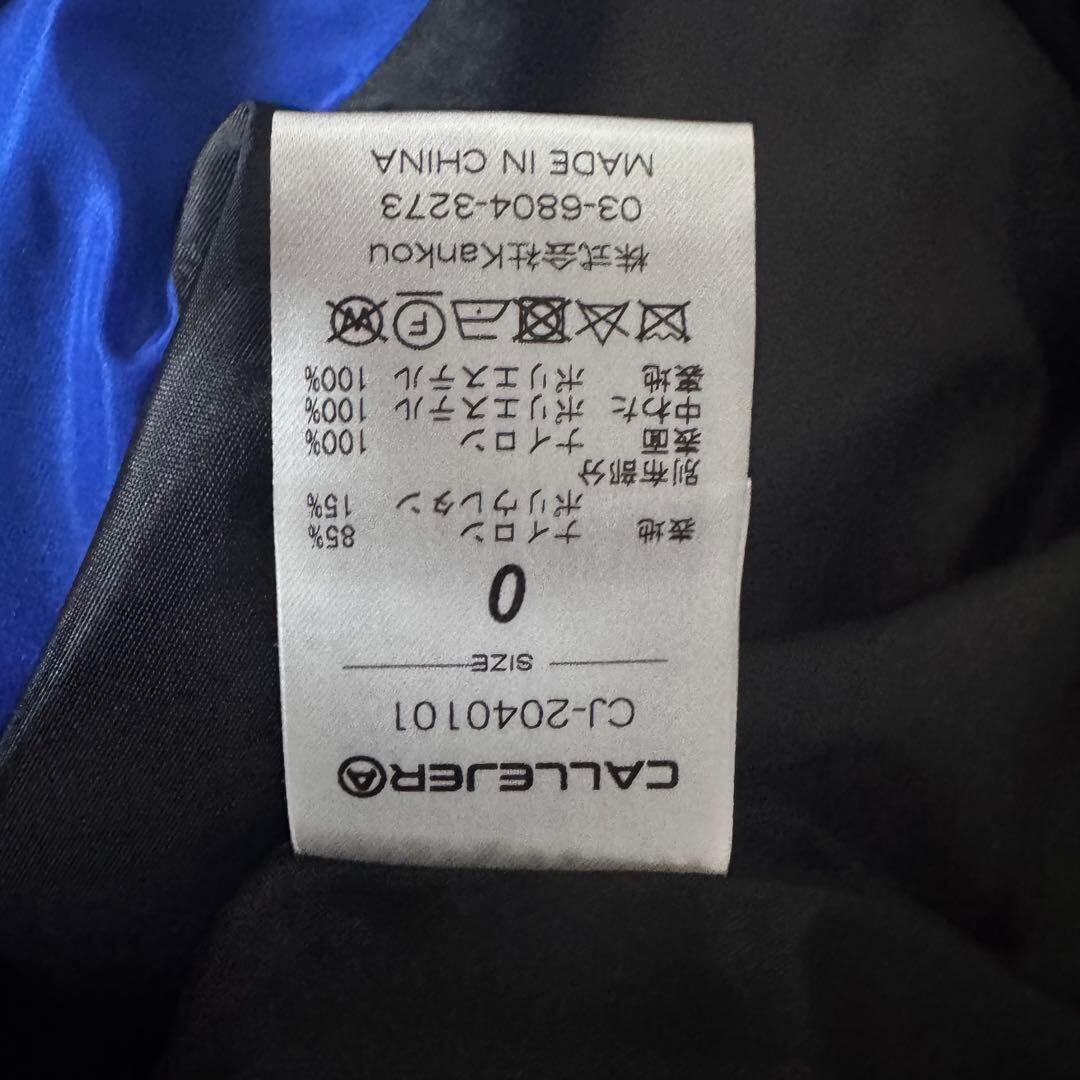 CALLEJERA
CJ-2040101
SIZE
0
表地 ナイロン 85%
ポリウレタン 15%
別布部分
表面 ナイロン 100%
中わた ポリエステル 100%
裏地 ポリエステル 100%
株式会社Kankou
03-6804-3273
MADE IN CHINA